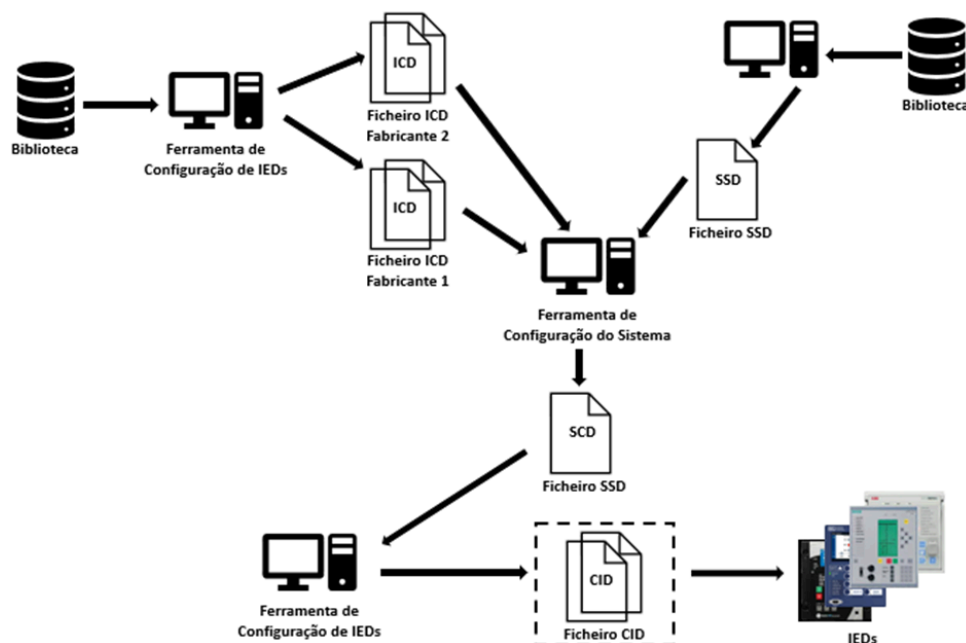 ICD
Ficheiro ICD
Fabricante 2
Biblioteca
Ferramenta de
Configuração de IEDs
ICD
Ficheiro ICD
Fabricante 1
Biblioteca
SSD
Ficheiro SSD
Ferramenta de
Configuração do Sistema
SCD
Ficheiro SSD
Ferramenta de
Configuração de IEDs
CID
Ficheiro CID
IEDs